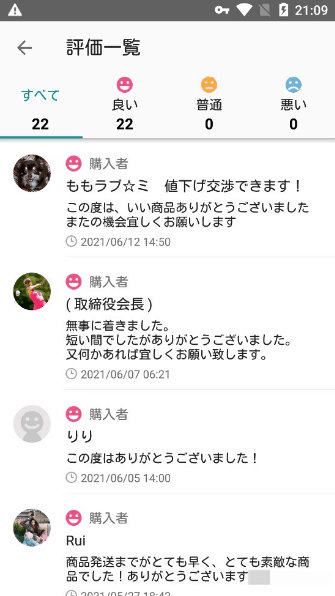 21:09
評価一覧
すべて
22
良い
22
普通
0
悪い
0
購入者
ももラブ☆ミ　値下げ交渉できます！
この度は、いい商品ありがとうございました
またの機会宜しくお願いします
2021/06/12 14:50
購入者
( 取締役会長 )
無事に着きました。
短い間でしたがありがとうございました。
又何かあれば宜しくお願い致します。
2021/06/07 06:21
購入者
りり
この度はありがとうございました！
2021/06/05 14:00
購入者
Rui
商品発送までがとても早く、とても素敵な商
品でした！ありがとうございます
2021/05/27 18:42